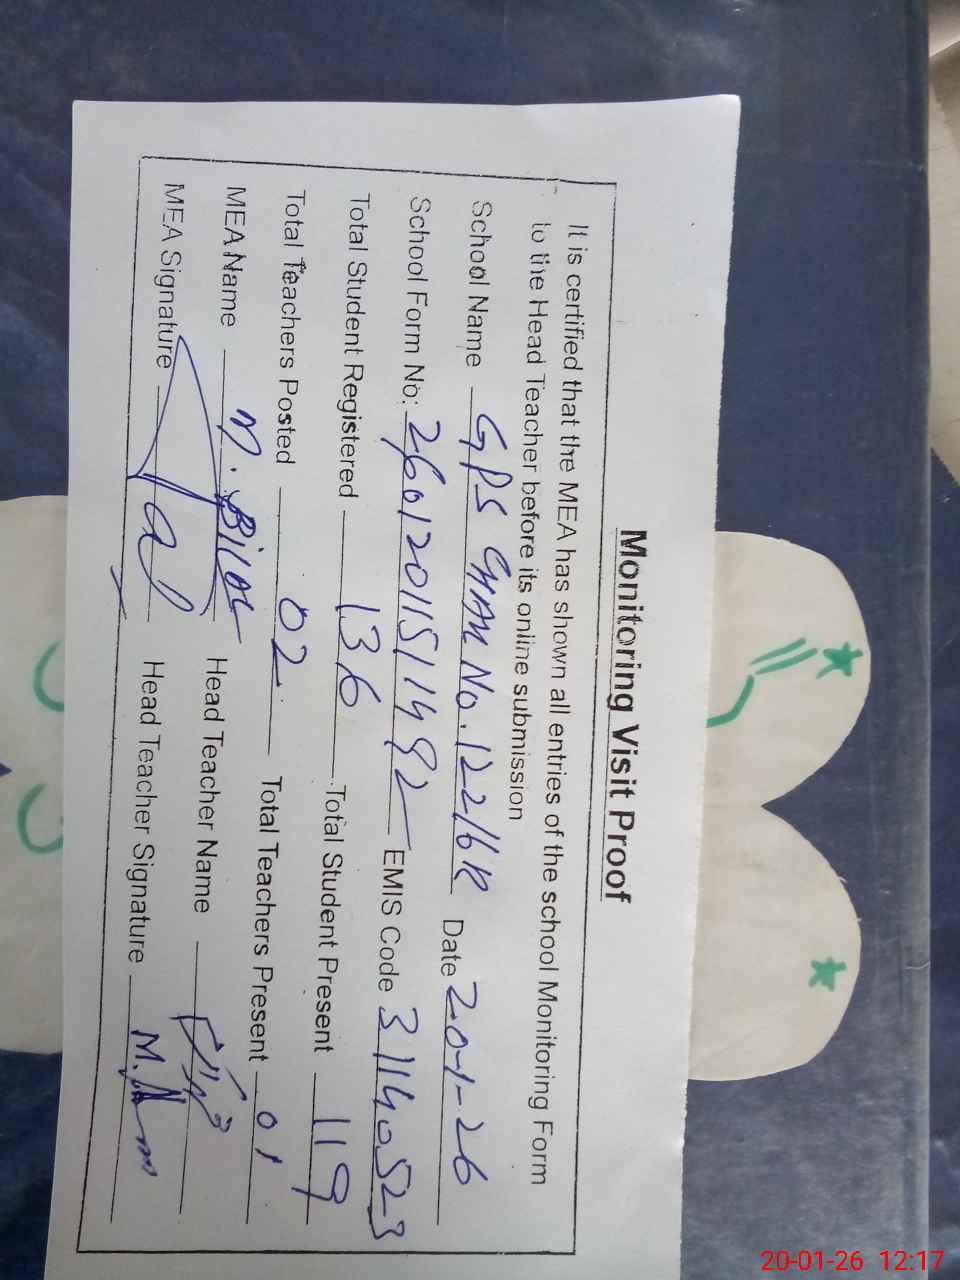 Monitoring Visit Proof
It is certified that the MEA has shown all entries of the school Monitoring Form
to the Head Teacher before its online submission
School Name GPS CHAK No. 122/6R Date 20-1-26
School Form No: 26012011511492 EMIS Code 31140523
Total Student Registered 136 Total Student Present 119
Total Teachers Posted 02 Total Teachers Present 01
MEA Name M. Bilal Head Teacher Name
MEA Signature Head Teacher Signature
20-01-26 12:17